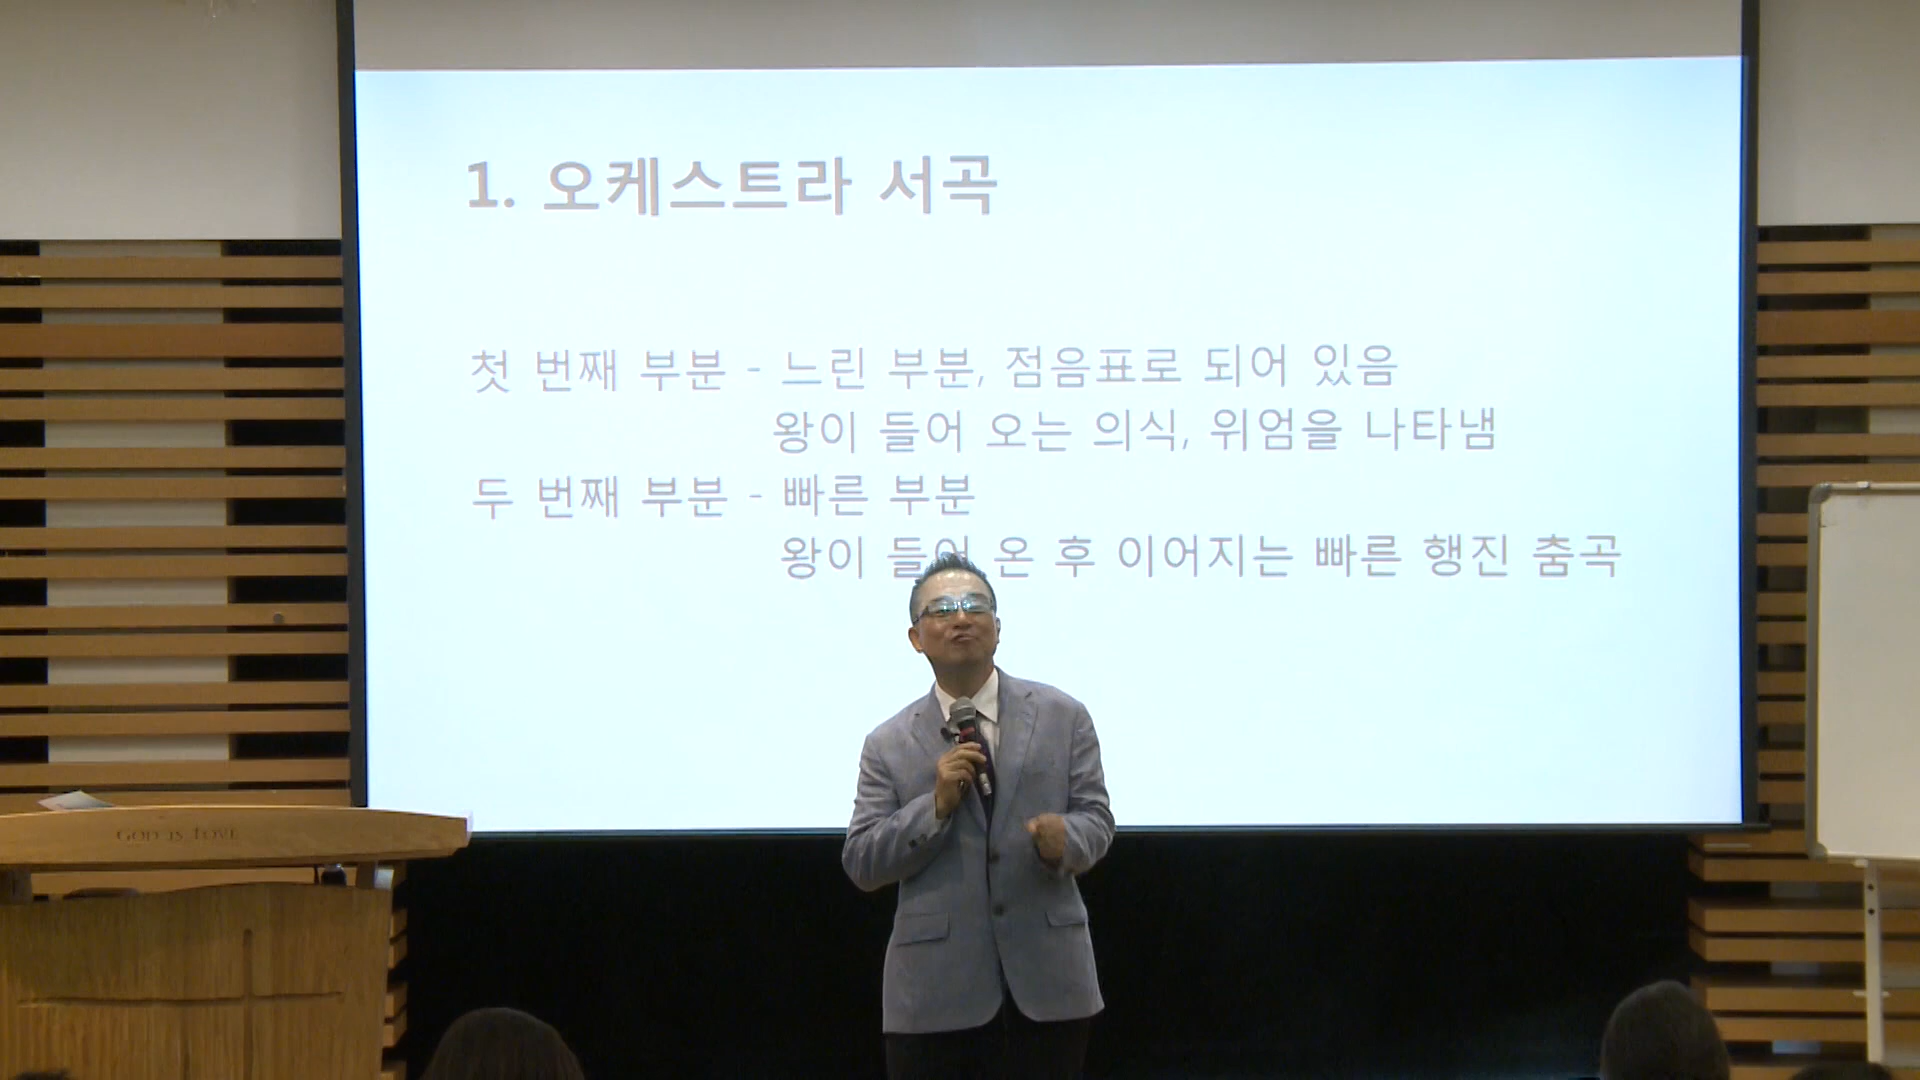 1. 오케스트라 서곡
첫 번째 부분 - 느린 부분, 점음표로 되어 있음
왕이 들어 오는 의식, 위엄을 나타냄
두 번째 부분 - 빠른 부분
왕이 들어 온 후 이어지는 빠른 행진 춤곡
GOD IS LOVE